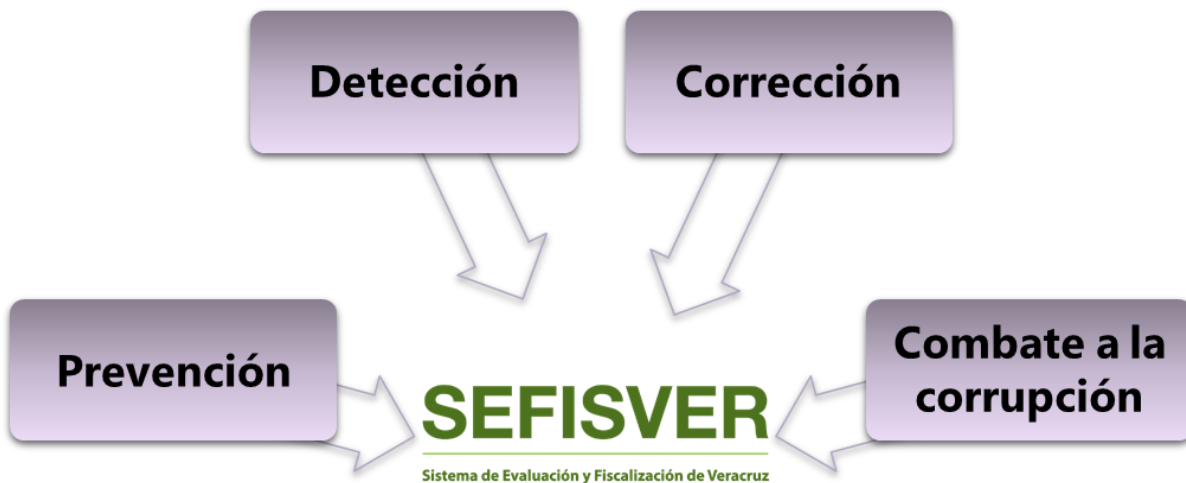 Detección
Corrección
Prevención
Combate a la
corrupción
SEFISVER
Sistema de Evaluación y Fiscalización de Veracruz